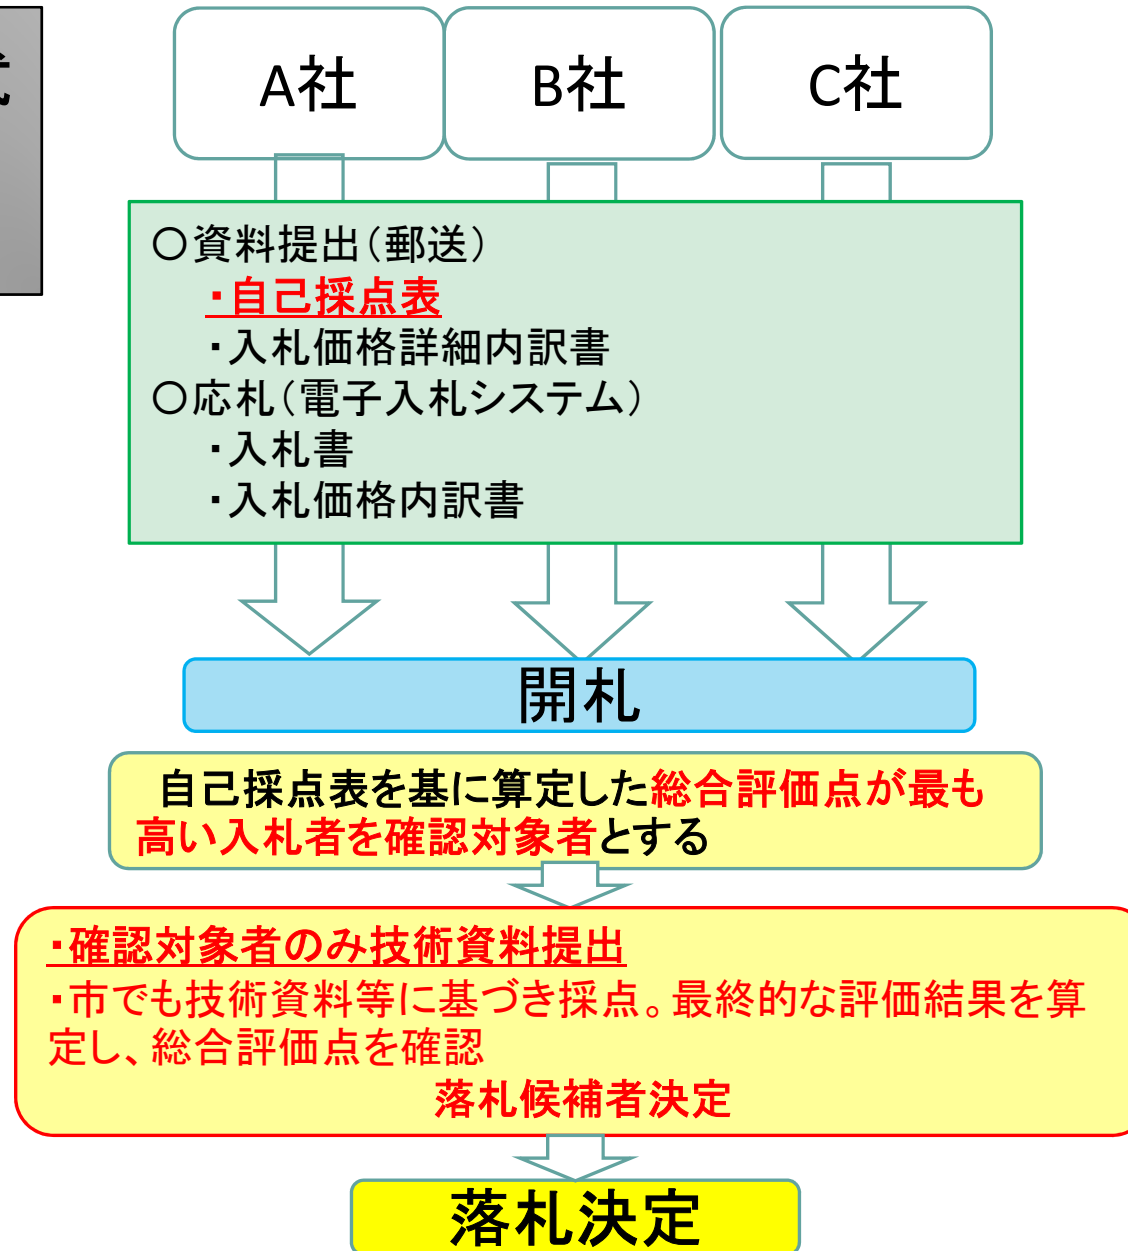 A社
B社
C社
○資料提出(郵送)
・自己採点表
・入札価格詳細内訳書
○応札(電子入札システム)
・入札書
・入札価格内訳書
開札
自己採点表を基に算定した総合評価点が最も
高い入札者を確認対象者とする
・確認対象者のみ技術資料提出
・市でも技術資料等に基づき採点。最終的な評価結果を算
定し、総合評価点を確認
落札候補者決定
落札決定